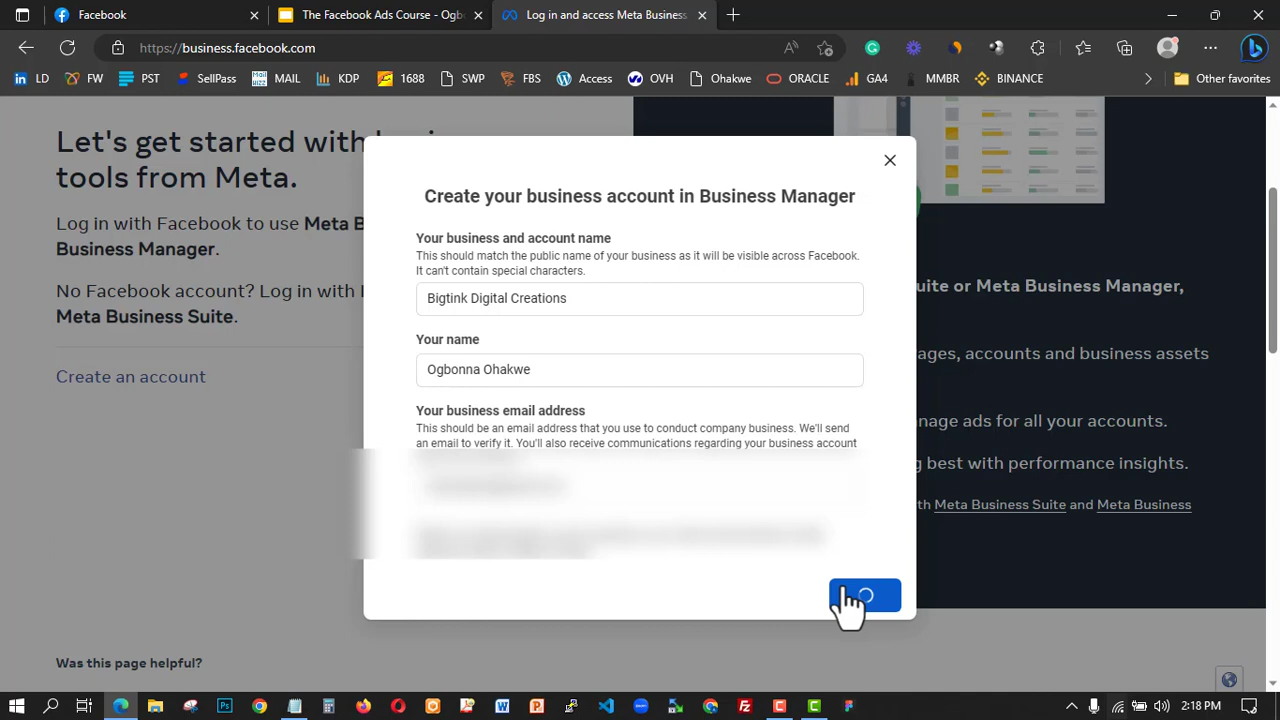 Facebook
The Facebook Ads Course - Ogb
Log in and access Meta Business
https://business.facebook.com
LD
FW
PST
SellPass
MAIL
KDP
1688
SWP
FBS
Access
OVH
Ohakwe
ORACLE
GA4
MMBR
BINANCE
Other favorites
Let's get started with
tools from Meta.
Log in with Facebook to use Meta B
Business Manager.
No Facebook account? Log in with
Meta Business Suite.
Create an account
Was this page helpful?
Create your business account in Business Manager
Your business and account name
This should match the public name of your business as it will be visible across Facebook.
It can't contain special characters.
Bigtink Digital Creations
Your name
Ogbonna Ohakwe
Your business email address
This should be an email address that you use to conduct company business. We'll send
an email to verify it. You'll also receive communications regarding your business account
uite or Meta Business Manager,
ages, accounts and business assets
nage ads for all your accounts.
g best with performance insights.
th Meta Business Suite and Meta Business
2:18 PM